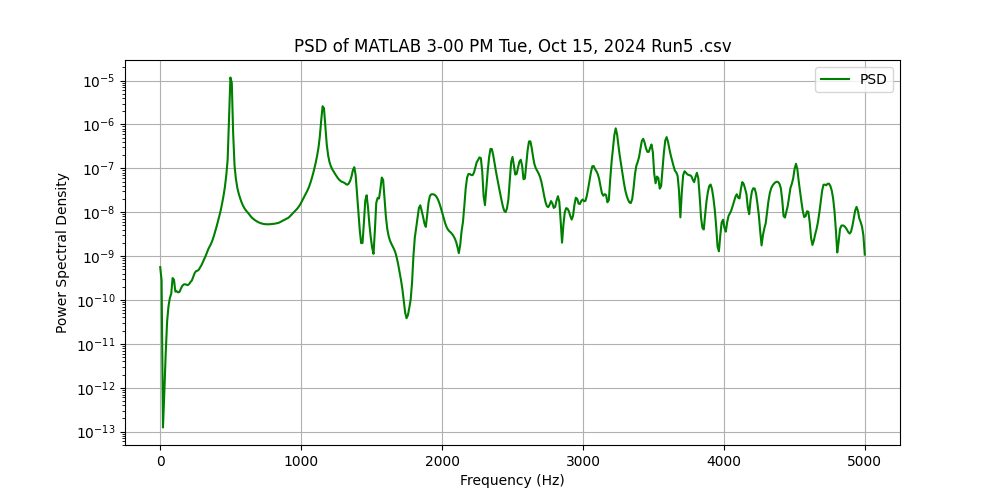 PSD of MATLAB 3-00 PM Tue, Oct 15, 2024 Run5 .csv
PSD
Power Spectral Density
10⁻⁵
10⁻⁶
10⁻⁷
10⁻⁸
10⁻⁹
10⁻¹⁰
10⁻¹¹
10⁻¹²
10⁻¹³
0 1000 2000 3000 4000 5000
Frequency (Hz)